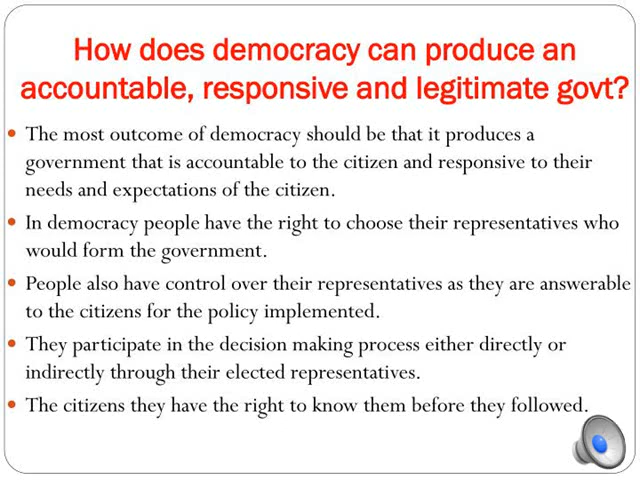 How does democracy can produce an
accountable, responsive and legitimate govt?
• The most outcome of democracy should be that it produces a
government that is accountable to the citizen and responsive to their
needs and expectations of the citizen.
• In democracy people have the right to choose their representatives who
would form the government.
• People also have control over their representatives as they are answerable
to the citizens for the policy implemented.
• They participate in the decision making process either directly or
indirectly through their elected representatives.
• The citizens they have the right to know them before they followed.